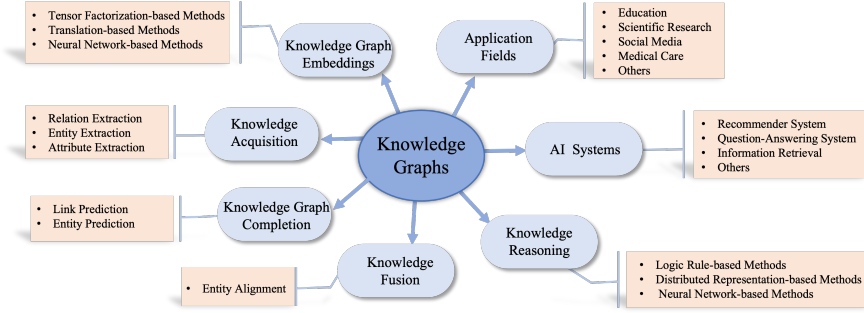 • Tensor Factorization-based Methods
• Translation-based Methods
• Neural Network-based Methods
Knowledge Graph
Embeddings
Application
Fields
• Education
• Scientific Research
• Social Media
• Medical Care
• Others
• Relation Extraction
• Entity Extraction
• Attribute Extraction
Knowledge
Acquisition
Knowledge
Graphs
AI Systems
• Recommender System
• Question-Answering System
• Information Retrieval
• Others
• Link Prediction
• Entity Prediction
Knowledge Graph
Completion
Knowledge
Reasoning
• Logic Rule-based Methods
• Distributed Representation-based Methods
• Neural Network-based Methods
• Entity Alignment
Knowledge
Fusion